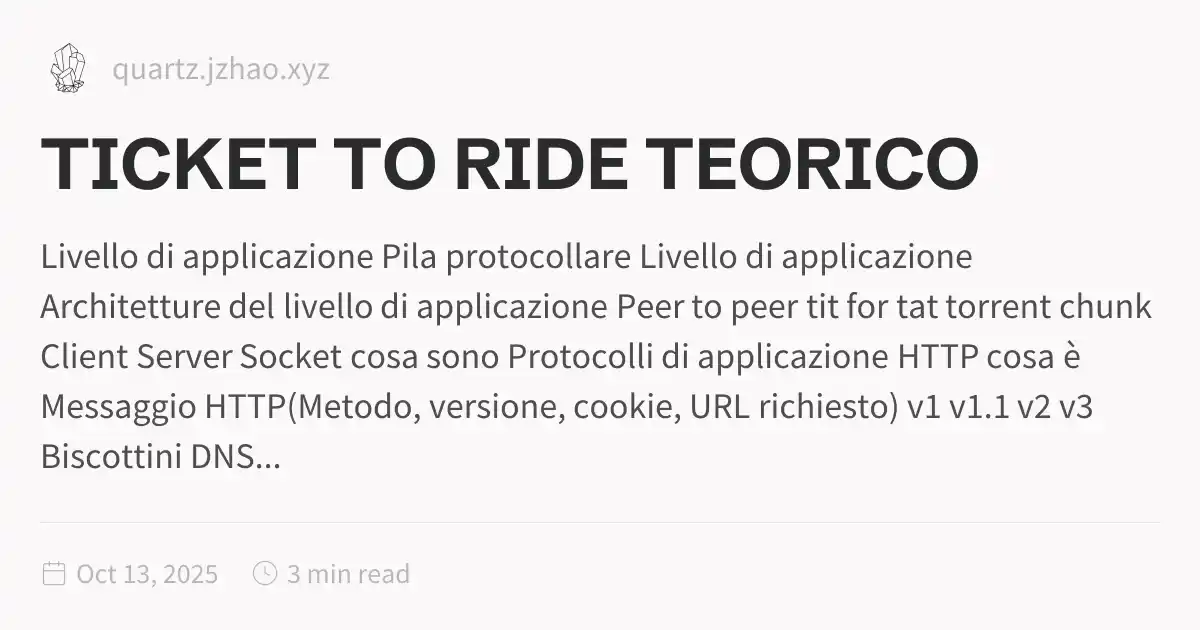 quartz.jzhao.xyz
TICKET TO RIDE TEORICO
Livello di applicazione Pila protocollare Livello di applicazione
Architetture del livello di applicazione Peer to peer tit for tat torrent chunk
Client Server Socket cosa sono Protocolli di applicazione HTTP cosa è
Messaggio HTTP(Metodo, versione, cookie, URL richiesto) v1 v1.1 v2 v3
Biscottini DNS...
Oct 13, 2025 3 min read